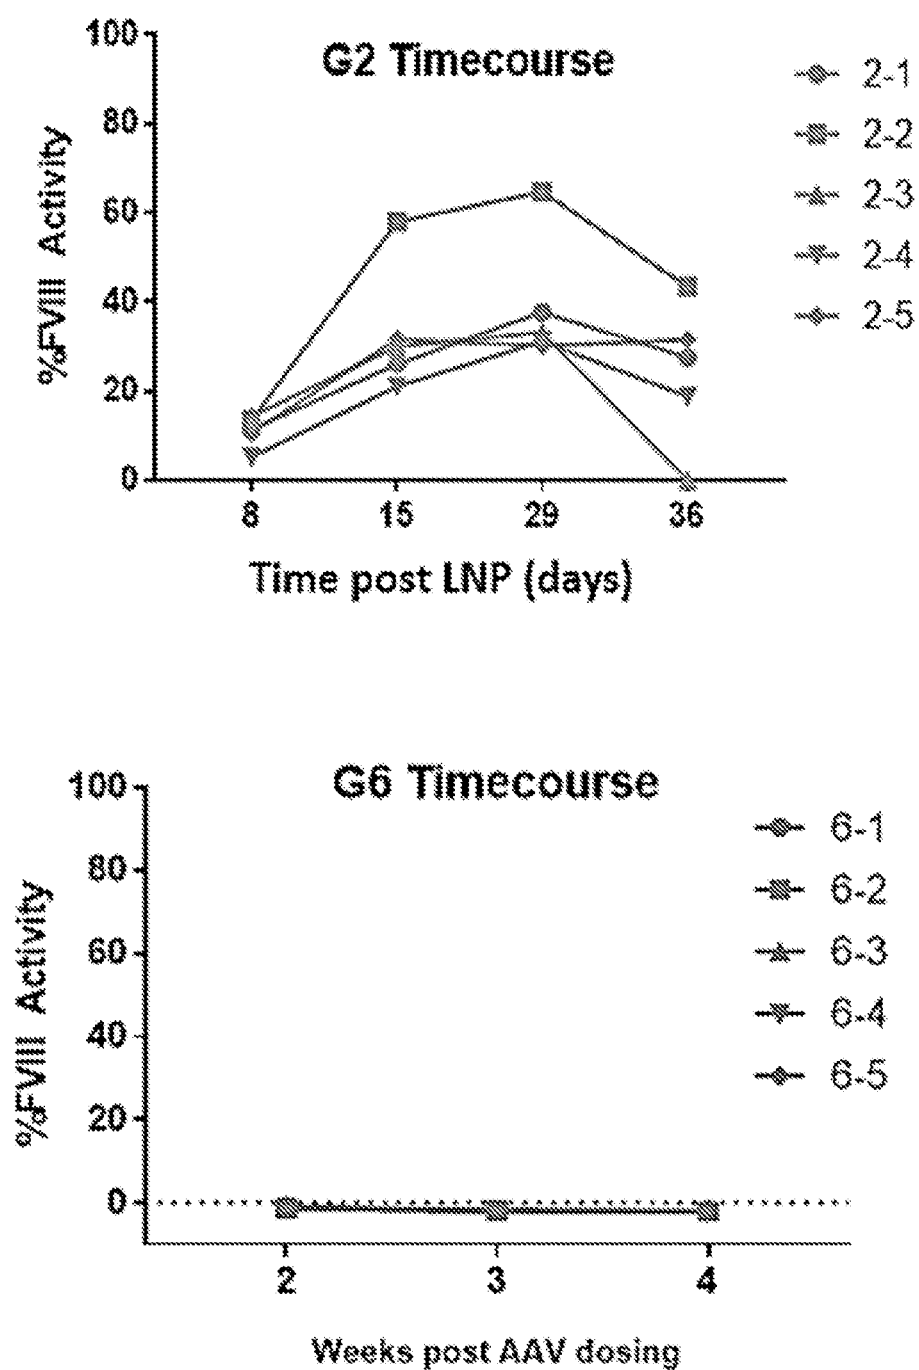 G2 Timecourse
100
80
60
40
20
0
%FVIII Activity
8 15 29 36
Time post LNP (days)
2-1
2-2
2-3
2-4
2-5
G6 Timecourse
100
80
60
40
20
0
%FVIII Activity
2 3 4
Weeks post AAV dosing
6-1
6-2
6-3
6-4
6-5